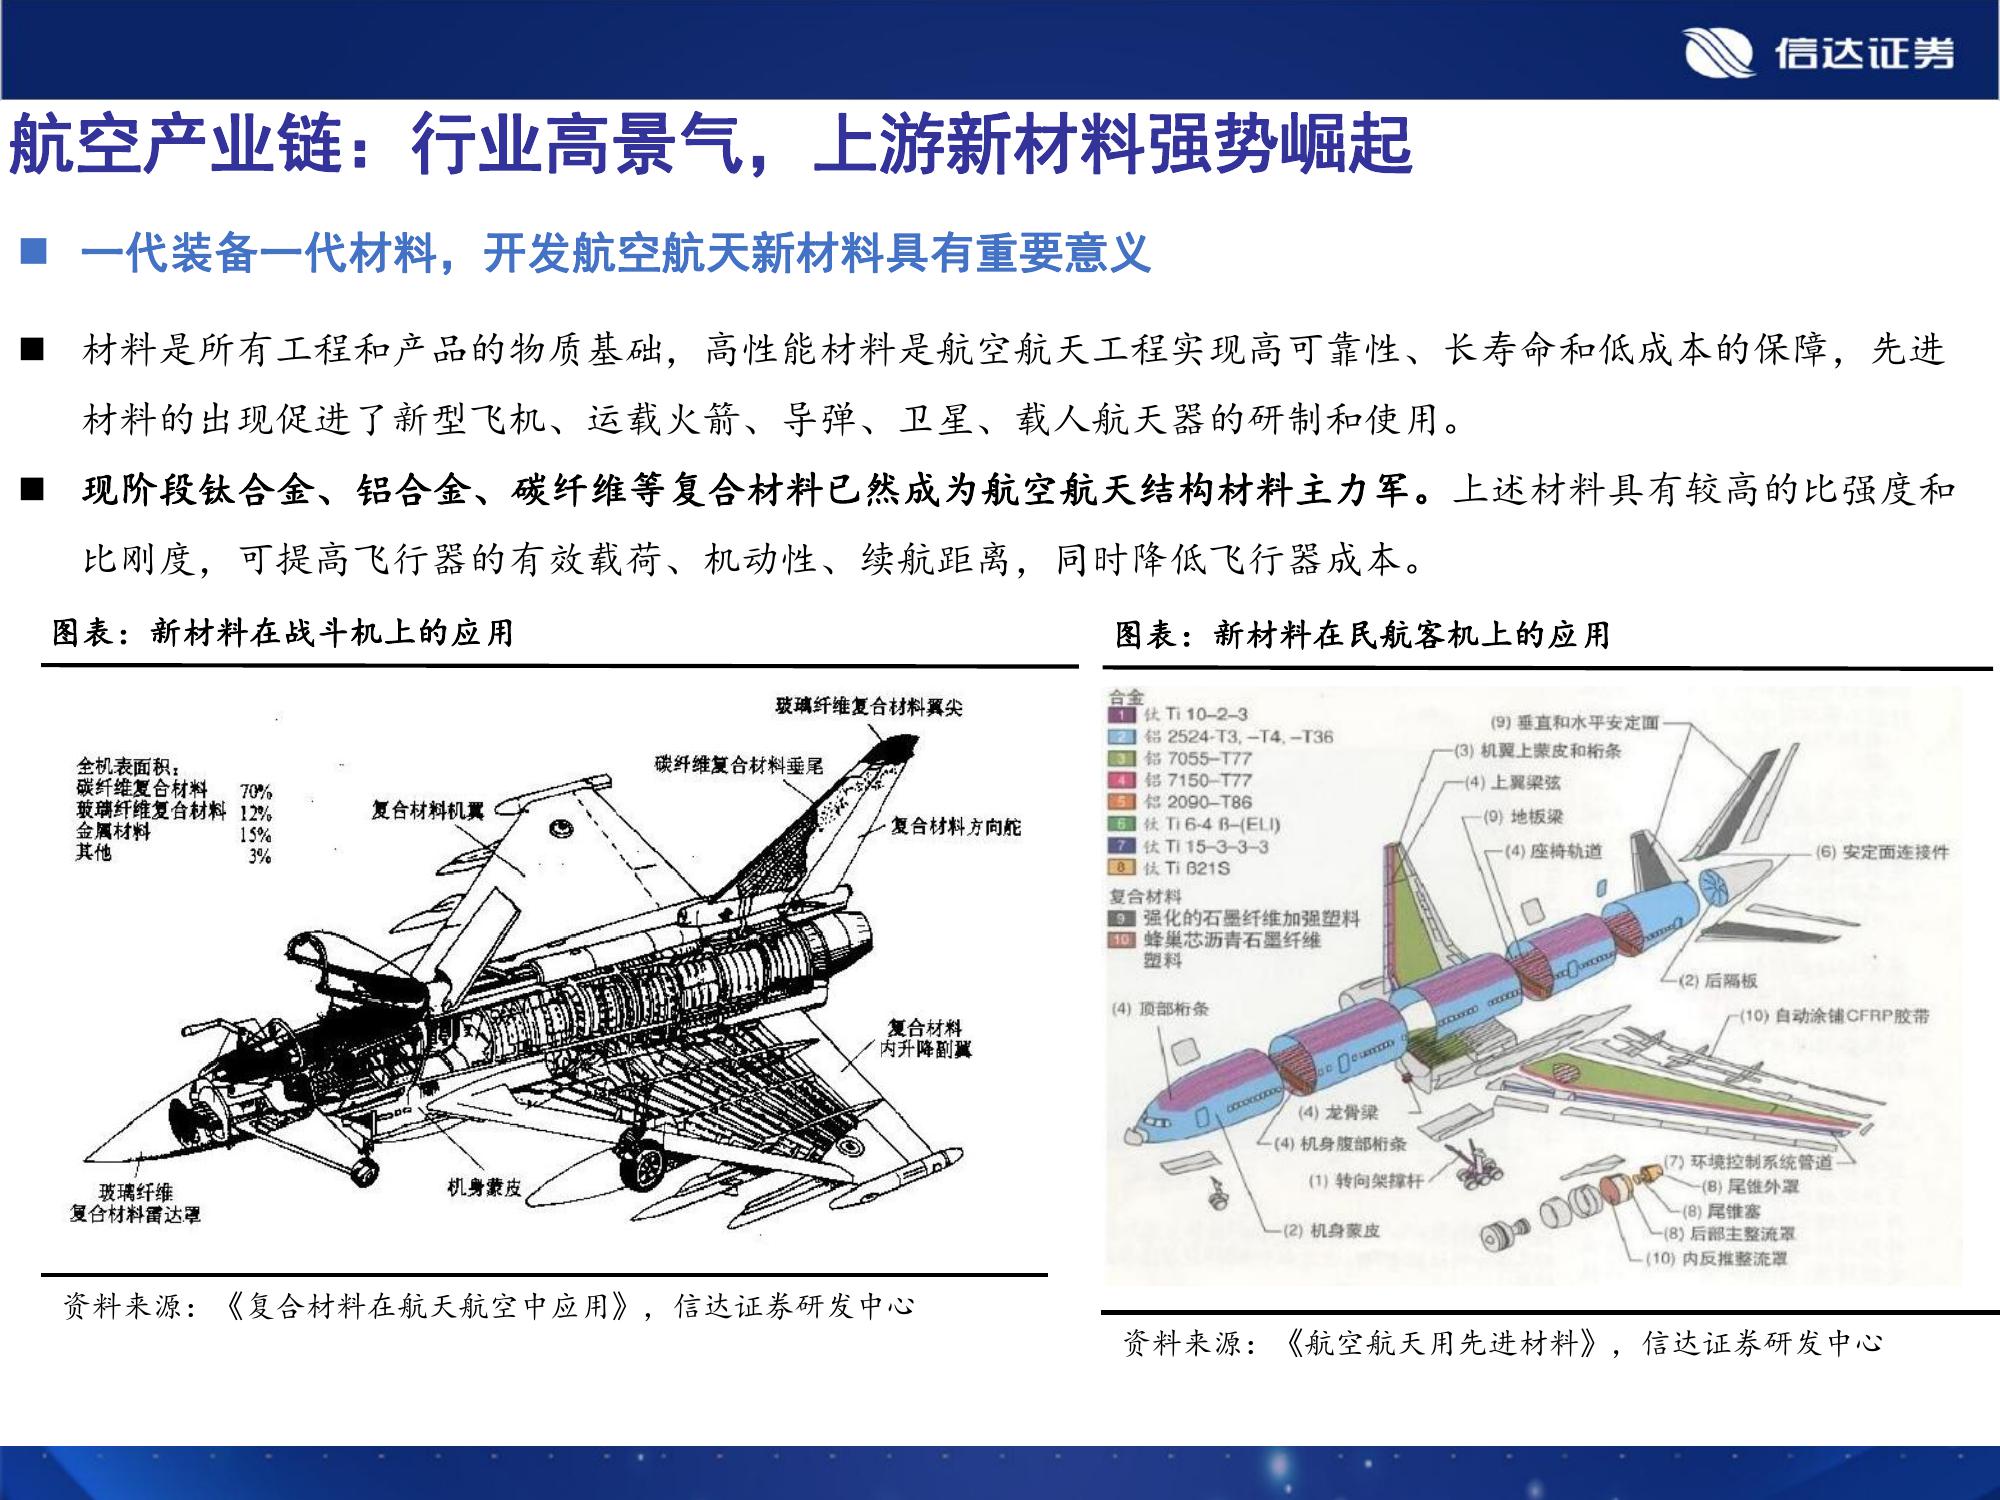 信达证券
航空产业链：行业高景气，上游新材料强势崛起
一代装备一代材料，开发航空航天新材料具有重要意义
材料是所有工程和产品的物质基础，高性能材料是航空航天工程实现高可靠性、长寿命和低成本的保障，先进
材料的出现促进了新型飞机、运载火箭、导弹、卫星、载人航天器的研制和使用。
现阶段钛合金、铝合金、碳纤维等复合材料已然成为航空航天结构材料主力军。上述材料具有较高的比强度和
比刚度，可提高飞行器的有效载荷、机动性、续航距离，同时降低飞行器成本。
图表：新材料在战斗机上的应用
玻璃纤维复合材料翼尖
碳纤维复合材料垂尾
全机表面积：
碳纤维复合材料 70%
玻璃纤维复合材料 12%
金属材料 15%
其他 3%
复合材料机翼
复合材料方向舵
复合材料
内升降副翼
玻璃纤维
复合材料雷达罩
机身蒙皮
资料来源：《复合材料在航天航空中应用》，信达证券研发中心
图表：新材料在民航客机上的应用
合金
1 钛 Ti 10–2–3
2 铝 2524-T3, –T4, –T36
3 铝 7055–T77
4 铝 7150–T77
5 铝 2090–T86
6 钛 Ti 6-4 ß–(ELI)
7 钛 Ti 15–3–3–3
8 钛 Ti ß21S
复合材料
9 强化的石墨纤维加强塑料
10 蜂巢芯沥青石墨纤维
塑料
(9) 垂直和水平安定面
(3) 机翼上蒙皮和桁条
(4) 上翼梁弦
(9) 地板梁
(4) 座椅轨道
(6) 安定面连接件
(2) 后隔板
(4) 顶部桁条
(10) 自动涂铺CFRP胶带
(4) 龙骨梁
(4) 机身腹部桁条
(1) 转向架撑杆
(2) 机身蒙皮
(7) 环境控制系统管道
(8) 尾锥外罩
(8) 尾锥塞
(8) 后部主整流罩
(10) 内反推整流罩
资料来源：《航空航天用先进材料》，信达证券研发中心